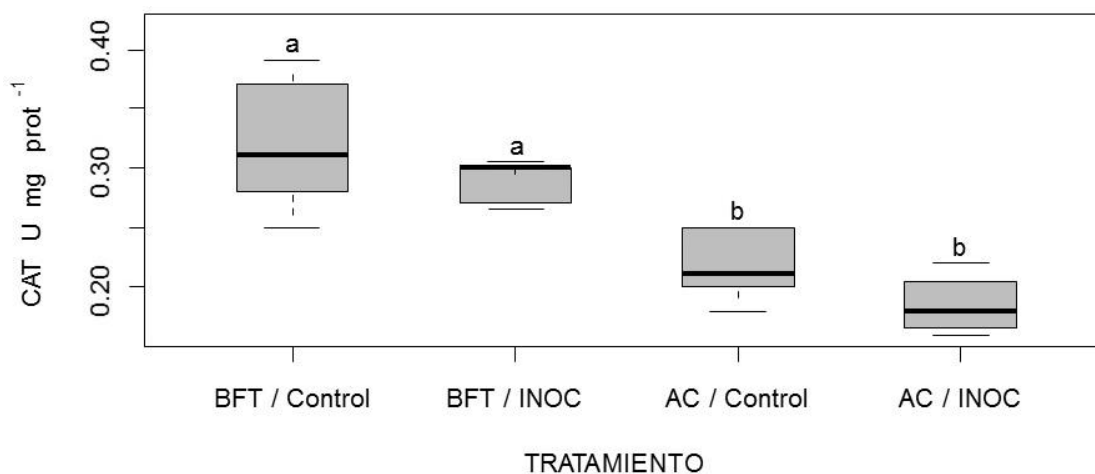 CAT U mg prot -1
0.40
0.30
0.20
a
a
b
b
BFT / Control BFT / INOC AC / Control AC / INOC
TRATAMIENTO